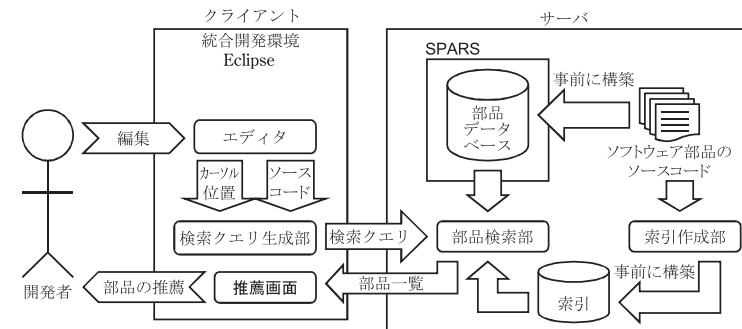 クライアント
サーバ
統合開発環境
Eclipse
SPARS
事前に構築
部品
データ
ベース
編集
エディタ
ソフトウェア部品の
ソースコード
カーソル
位置
ソース
コード
検索クエリ生成部
検索クエリ
部品検索部
索引作成部
開発者
部品の推薦
推薦画面
部品一覧
索引
事前に構築